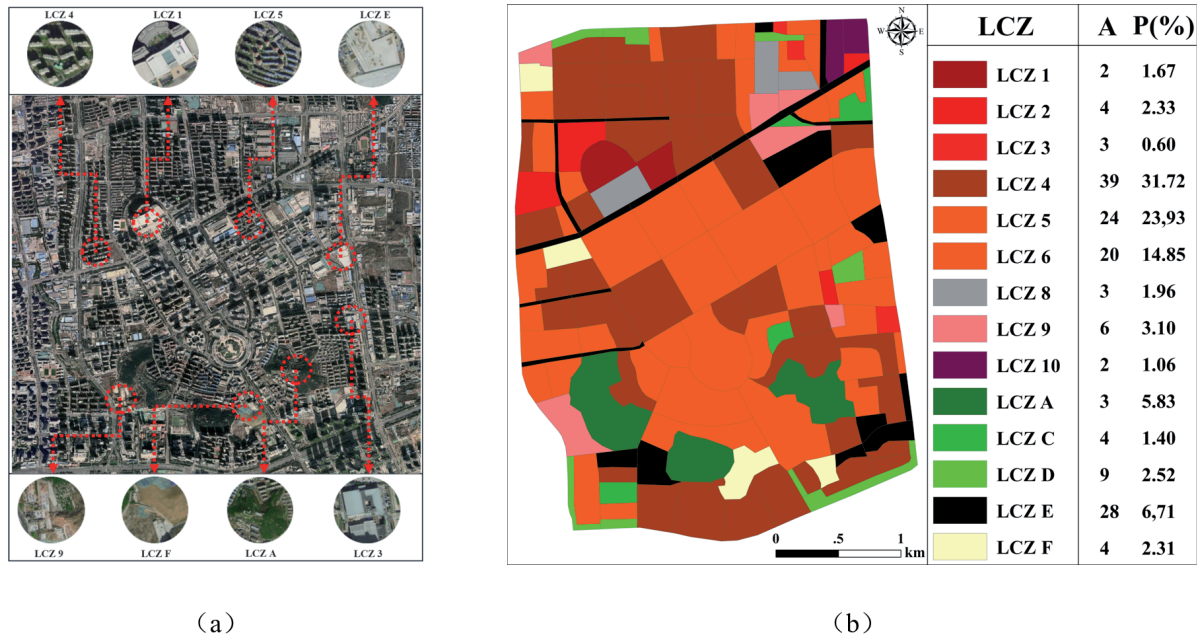 LCZ 4 LCZ 1 LCZ 5 LCZ E
LCZ 9 LCZ F LCZ A LCZ 3
(a)
N
W E
S
0 .5 1
km
LCZ A P(%)
LCZ 1 2 1.67
LCZ 2 4 2.33
LCZ 3 3 0.60
LCZ 4 39 31.72
LCZ 5 24 23,93
LCZ 6 20 14.85
LCZ 8 3 1.96
LCZ 9 6 3.10
LCZ 10 2 1.06
LCZ A 3 5.83
LCZ C 4 1.40
LCZ D 9 2.52
LCZ E 28 6,71
LCZ F 4 2.31
(b)